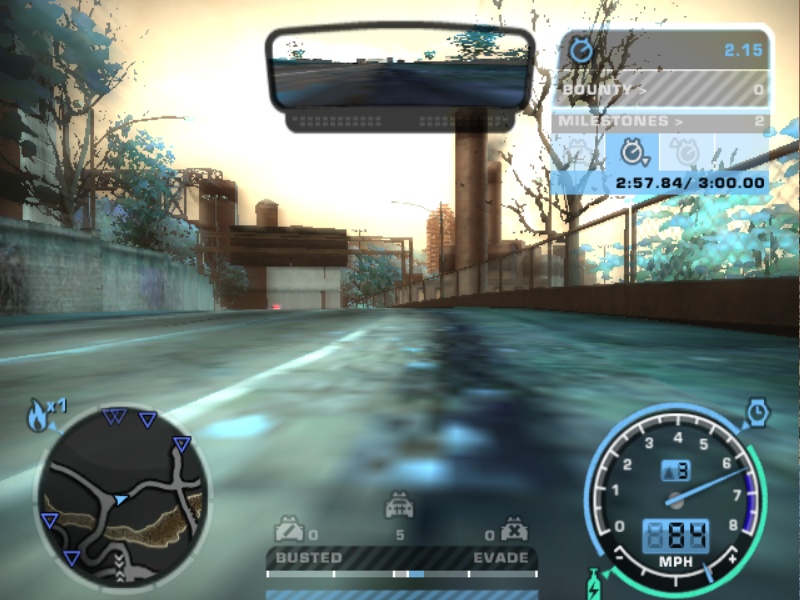 2.15
BOUNTY > 0
MILESTONES > 2
2:57.84/ 3:00.00
x1
0 5 0
BUSTED EVADE
0 1 2 3 4 5 6 7 8
3
84
MPH
- +